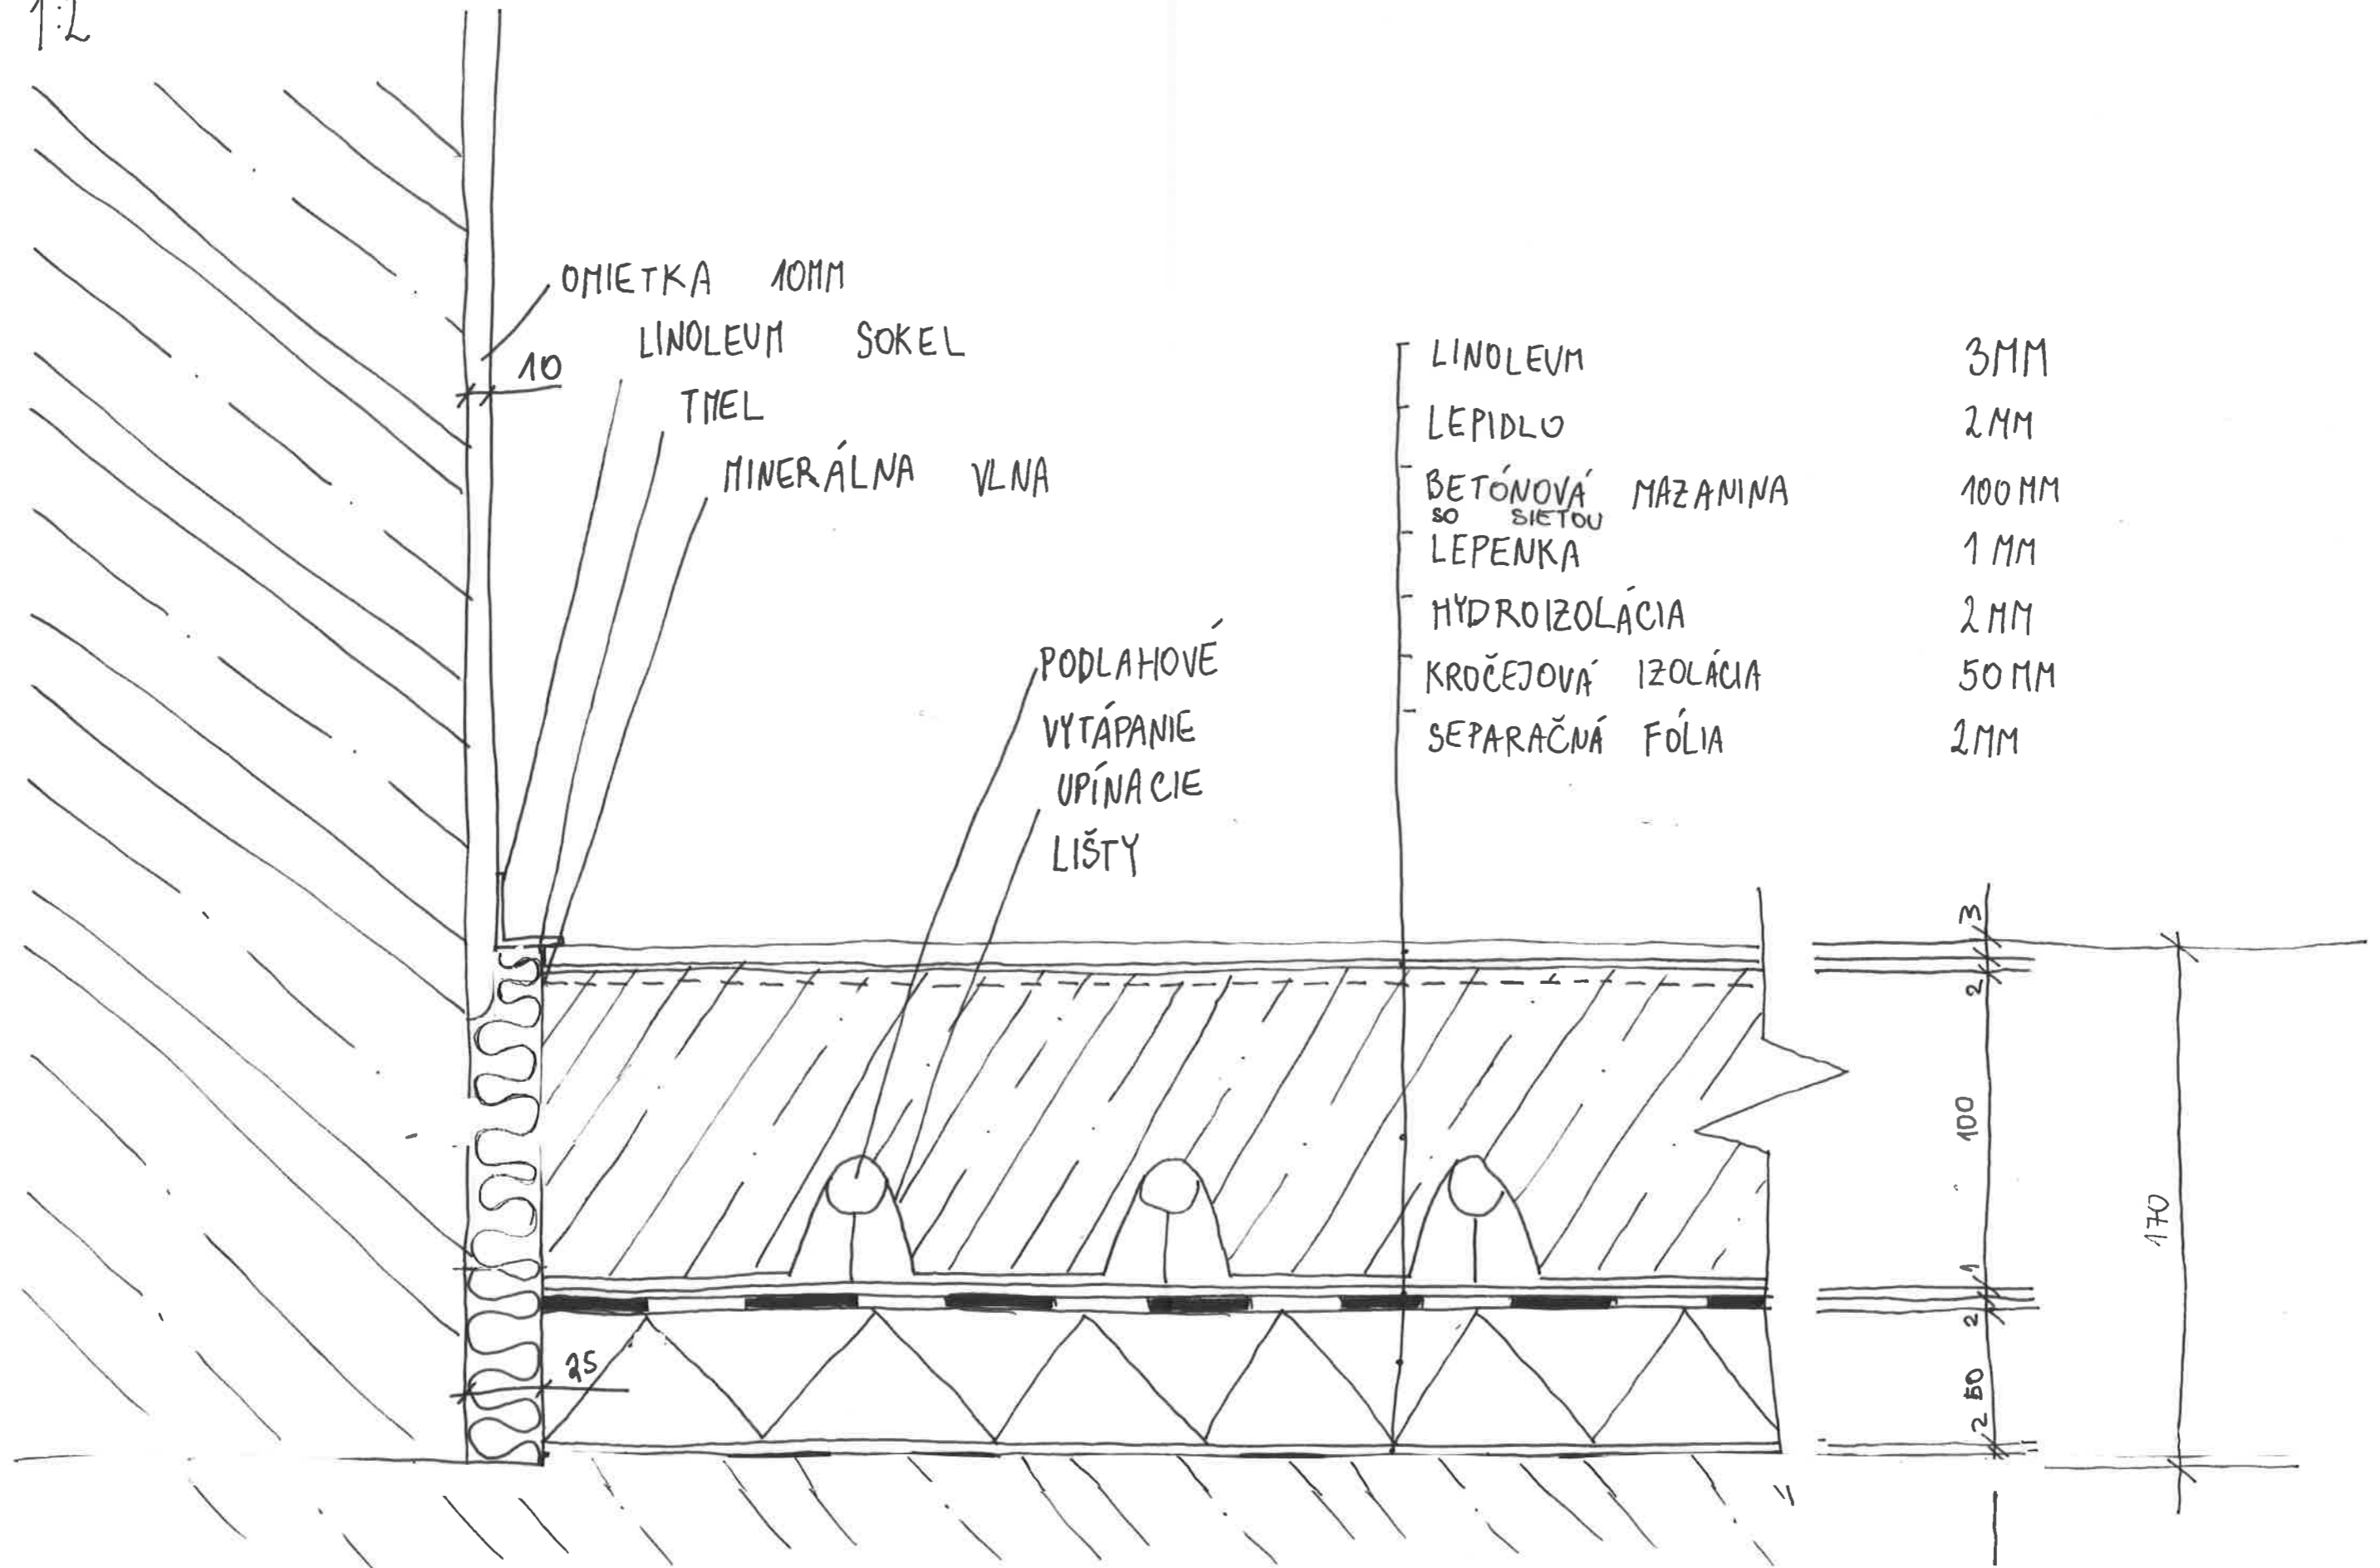 1:2
OMIETKA 10MM
10
LINOLEUM SOKEL
TMEL
MINERÁLNA VLNA
PODLAHOVÉ
VYTÁPANIE
UPÍNACIE
LIŠTY
LINOLEUM 3MM
LEPIDLO 2MM
BETÓNOVÁ MAZANINA 100MM
SO SIETOU
LEPENKA 1MM
HYDROIZOLÁCIA 2MM
KROČEJOVÁ IZOLÁCIA 50MM
SEPARAČNÁ FÓLIA 2MM
3
2
100
1
2
50
2
170
25